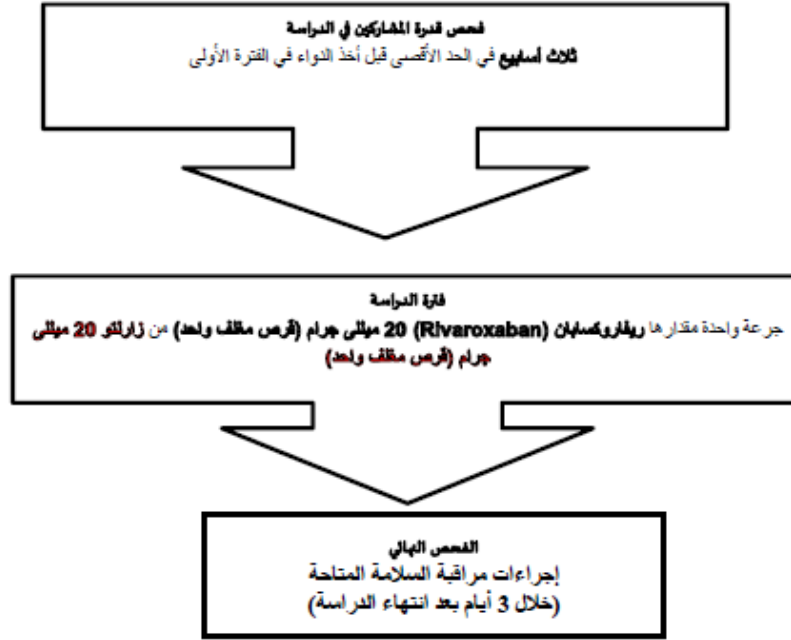 فحص قدرة المشاركين في الدراسة
ثلاث أسابيع في الحد الأقصى قبل أخذ الدواء في الفترة الأولى
فترة الدراسة
جرعة واحدة مقدارها ريفاروكسابان (Rivaroxaban) 20 ميللى جرام (قرص مغلف واحد) من زارلتو 20 ميللى
جرام (قرص مغلف واحد)
الفحص النهائي
إجراءات مراقبة السلامة المتاحة
(خلال 3 أيام بعد انتهاء الدراسة)